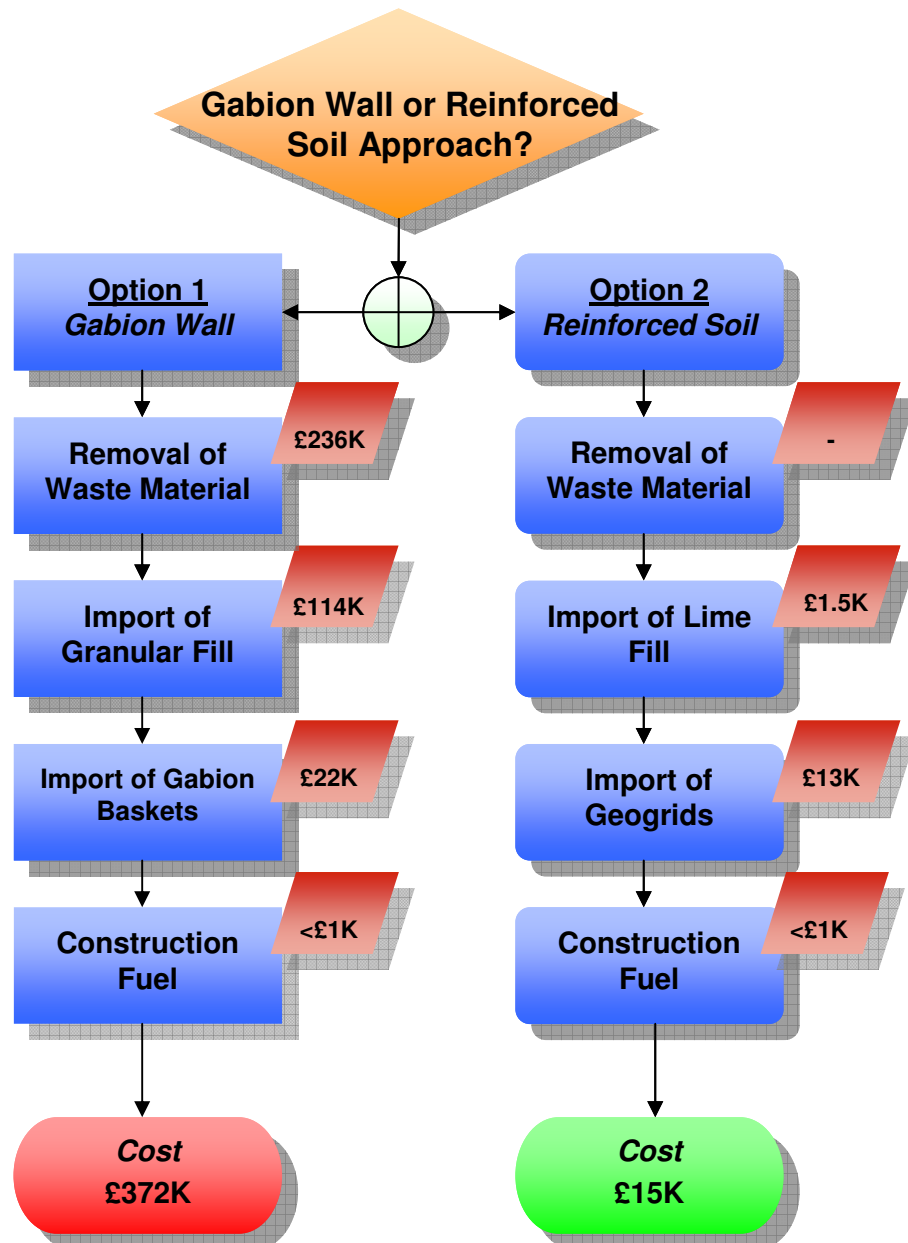 Gabion Wall or Reinforced
Soil Approach?
Option 1
Gabion Wall
Removal of
Waste Material
£236K
Import of
Granular Fill
£114K
Import of Gabion
Baskets
£22K
Construction
Fuel
<£1K
Cost
£372K
Option 2
Reinforced Soil
Removal of
Waste Material
-
Import of Lime
Fill
£1.5K
Import of
Geogrids
£13K
Construction
Fuel
<£1K
Cost
£15K